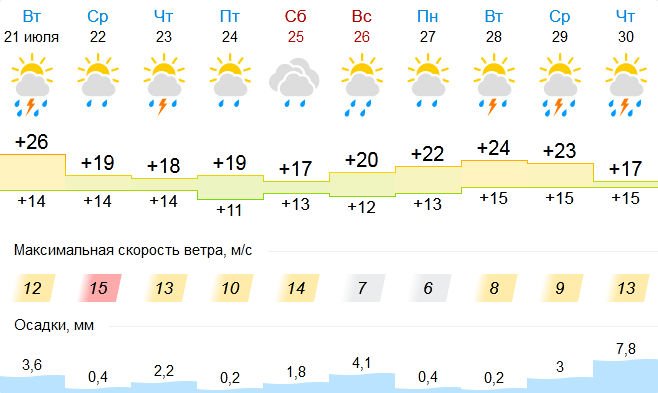 Вт Ср Чт Пт Сб Вс Пн Вт Ср Чт
21 июля 22 23 24 25 26 27 28 29 30
+26 +19 +18 +19 +17 +20 +22 +24 +23 +17
+14 +14 +14 +11 +13 +12 +13 +15 +15 +15
Максимальная скорость ветра, м/с
12 15 13 10 14 7 6 8 9 13
Осадки, мм
3,6 0,4 2,2 0,2 1,8 4,1 0,4 0,2 3 7,8